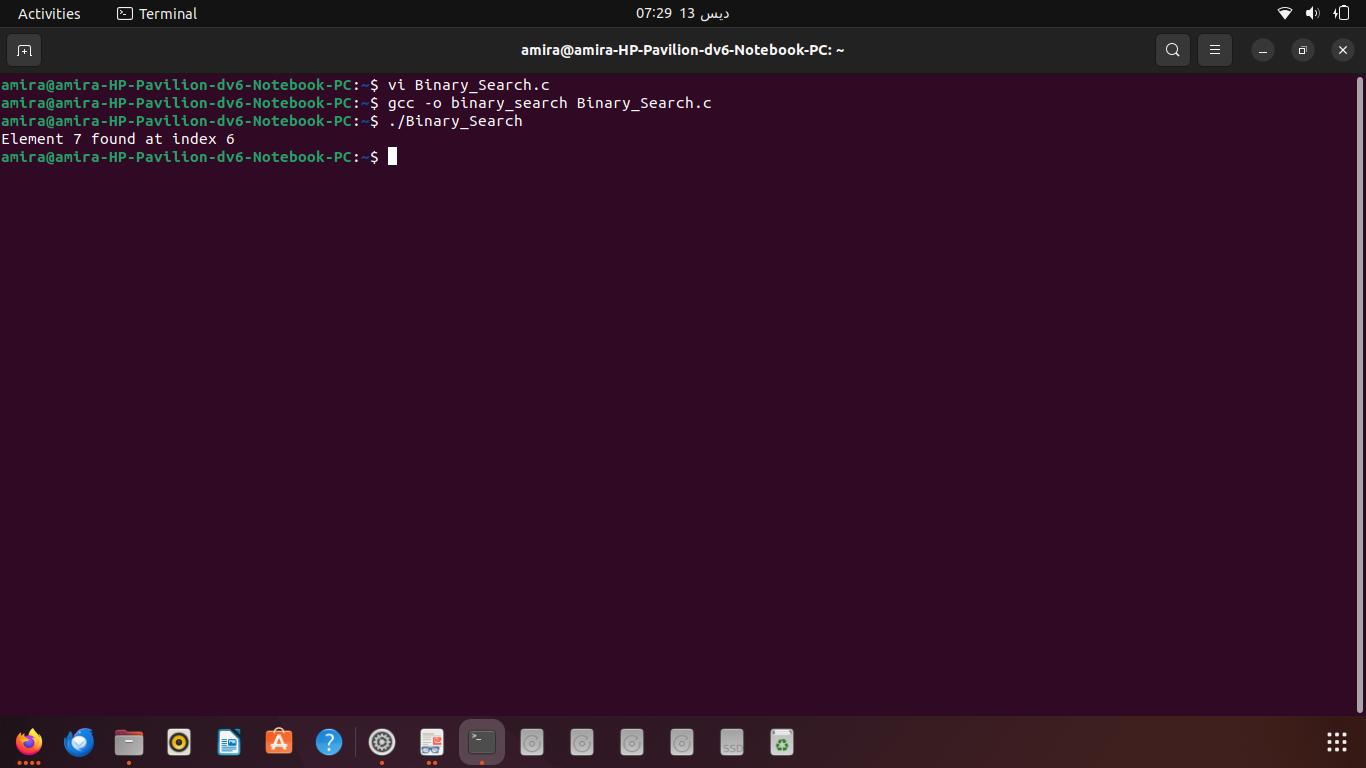 Activities
Terminal
07:29 13 ديس
amira@amira-HP-Pavilion-dv6-Notebook-PC: ~
amira@amira-HP-Pavilion-dv6-Notebook-PC:~$ vi Binary_Search.c
amira@amira-HP-Pavilion-dv6-Notebook-PC:~$ gcc -o binary_search Binary_Search.c
amira@amira-HP-Pavilion-dv6-Notebook-PC:~$ ./Binary_Search
Element 7 found at index 6
amira@amira-HP-Pavilion-dv6-Notebook-PC:~$
SSD